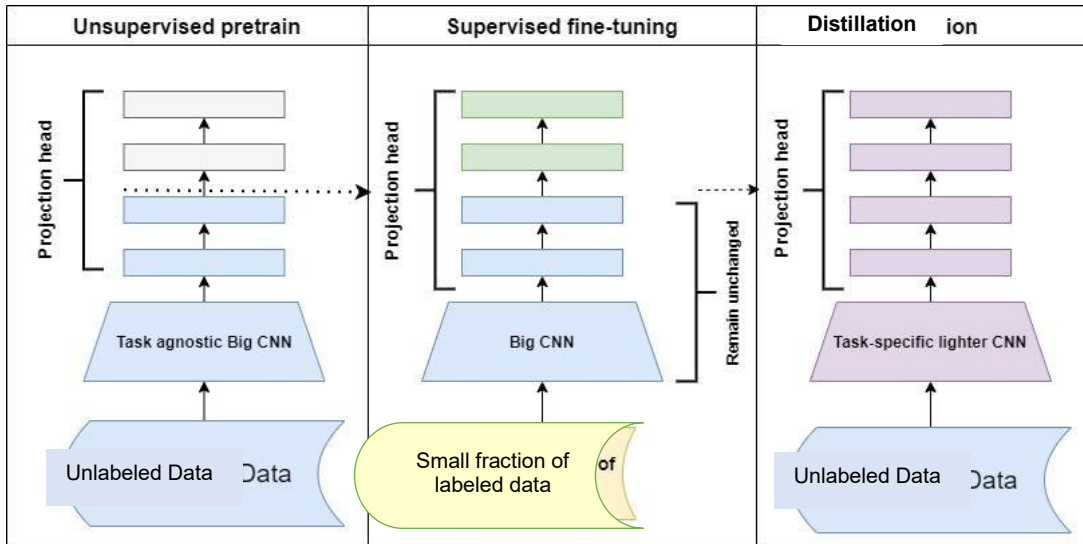 Unsupervised pretrain
Supervised fine-tuning
Distillation ion
Projection head
Task agnostic Big CNN
Unlabeled Data Data
Projection head
Remain unchanged
Big CNN
Small fraction of of
labeled data
Projection head
Task-specific lighter CNN
Unlabeled Data Data